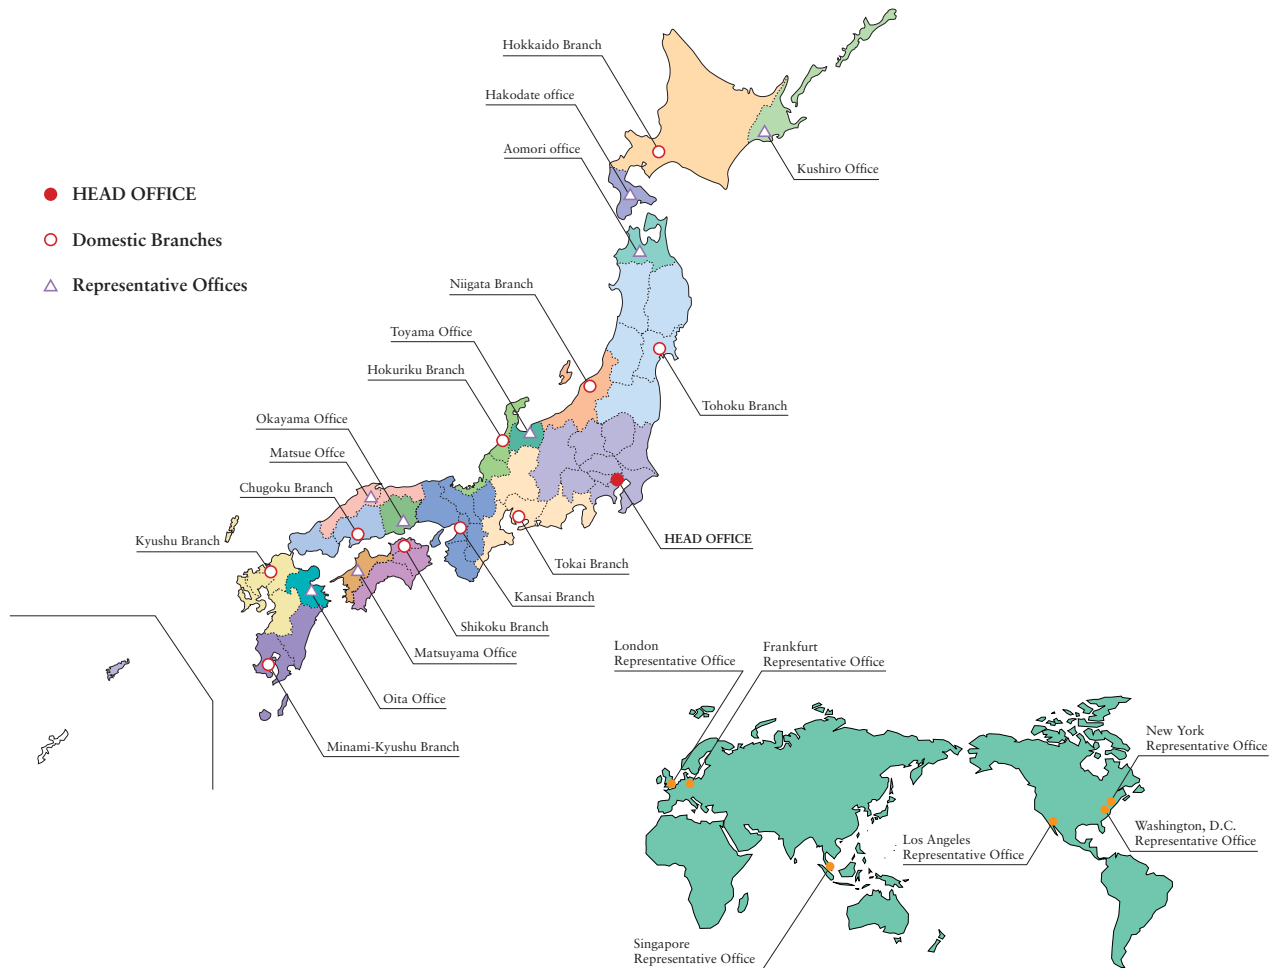 Hokkaido Branch
Hakodate office
Aomori office
Kushiro Office
HEAD OFFICE
Domestic Branches
Representative Offices
Niigata Branch
Toyama Office
Hokuriku Branch
Tohoku Branch
Okayama Office
Matsue Offce
Chugoku Branch
Kyushu Branch
HEAD OFFICE
Tokai Branch
Kansai Branch
Shikoku Branch
Matsuyama Office
Oita Office
Minami-Kyushu Branch
London
Representative Office
Frankfurt
Representative Office
New York
Representative Office
Washington, D.C.
Representative Office
Los Angeles
Representative Office
Singapore
Representative Office